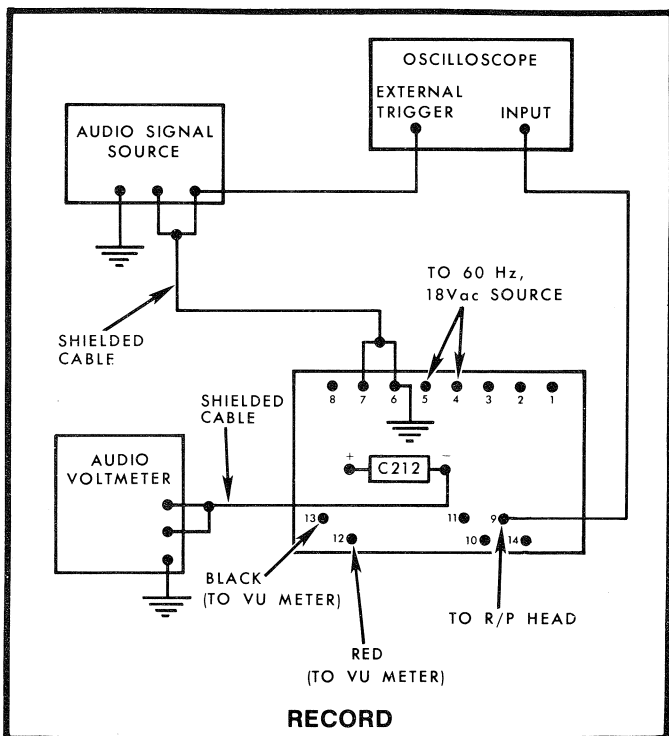 OSCILLOSCOPE
EXTERNAL
TRIGGER
INPUT
AUDIO SIGNAL
SOURCE
TO 60 Hz,
18Vac SOURCE
SHIELDED
CABLE
8 7 6 5 4 3 2 1
SHIELDED
CABLE
AUDIO
VOLTMETER
+ C212 −
13 11 9
12 10 14
BLACK
(TO VU METER)
TO R/P HEAD
RED
(TO VU METER)
RECORD